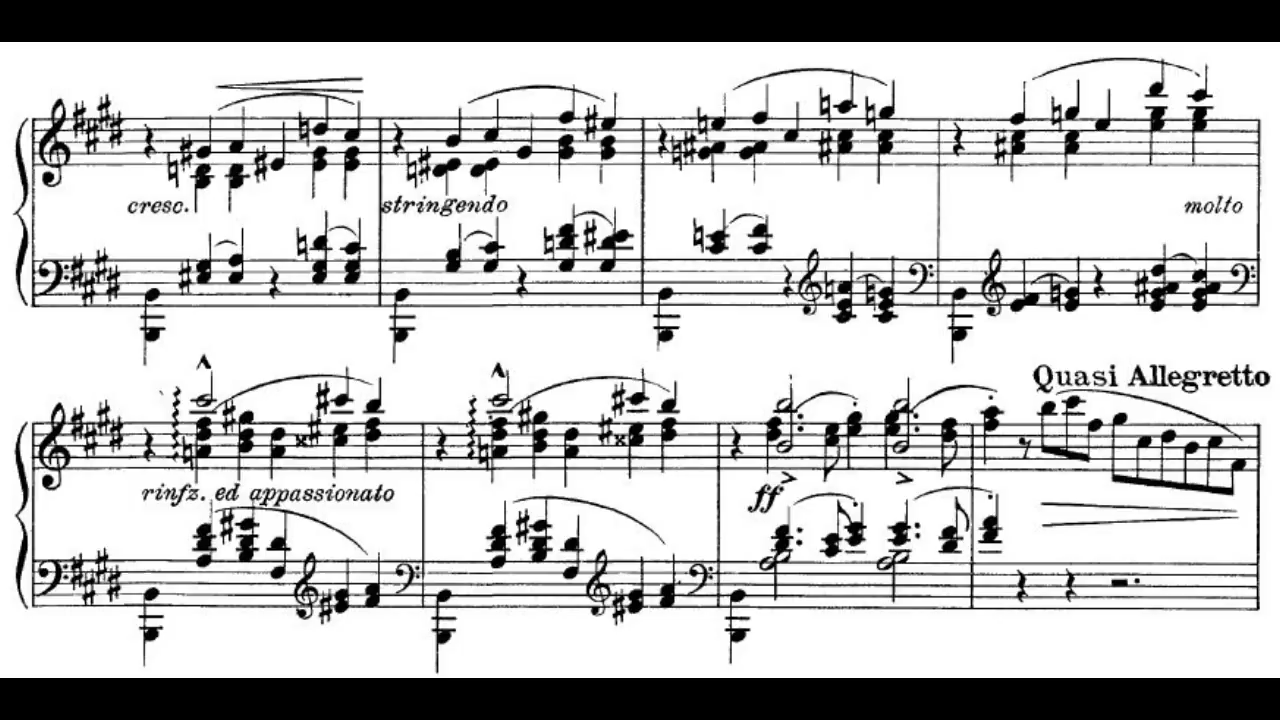 cresc.
stringendo
molto
Quasi Allegretto
rinfz. ed appassionato
ff